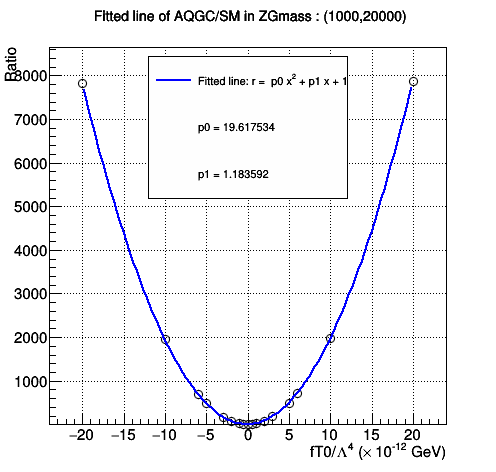 FItted line of AQGC/SM in ZGmass : (1000,20000)
Ratio
8000
7000
6000
5000
4000
3000
2000
1000
Fitted line: r = p0 x² + p1 x + 1
p0 = 19.617534
p1 = 1.183592
−20 −15 −10 −5 0 5 10 15 20
fT0/Λ⁴ (× 10⁻¹² GeV)